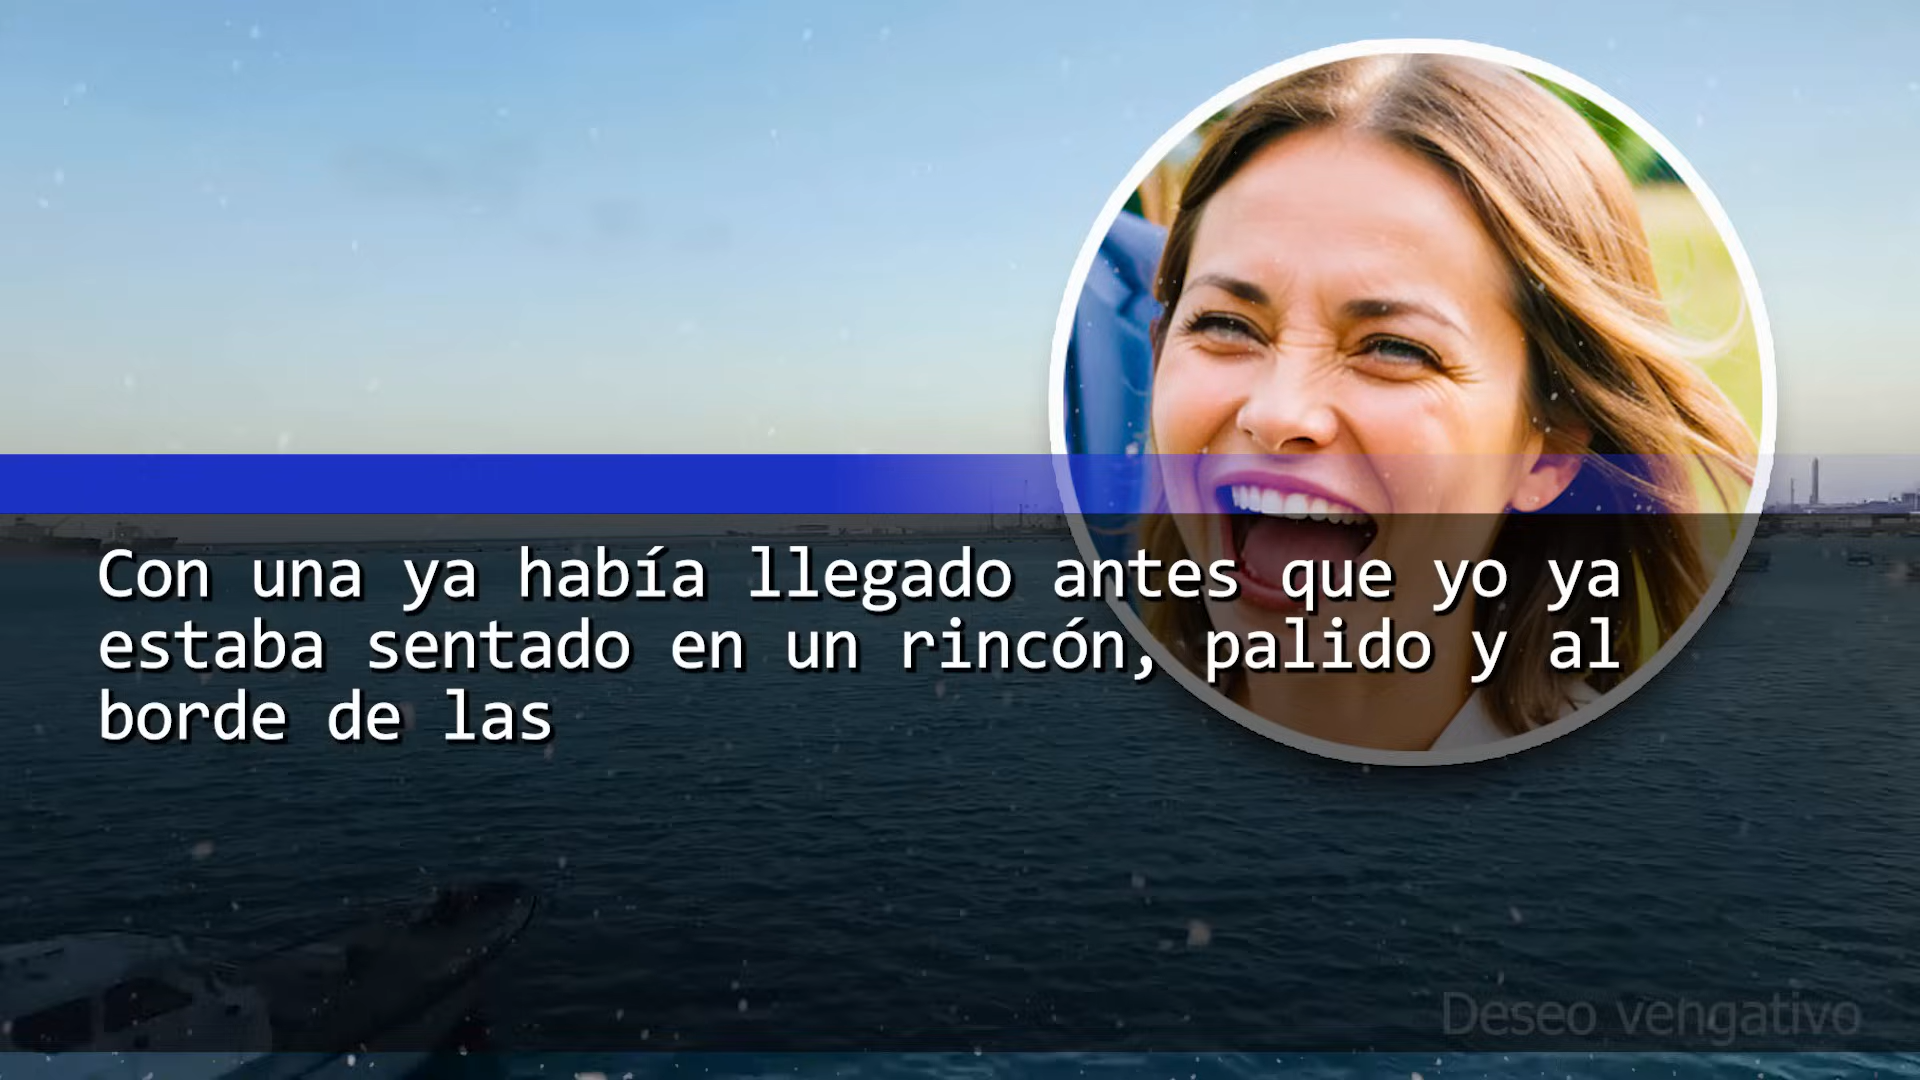 Con una ya había llegado antes que yo ya
estaba sentado en un rincón, palido y al
borde de las
Deseo vengativo